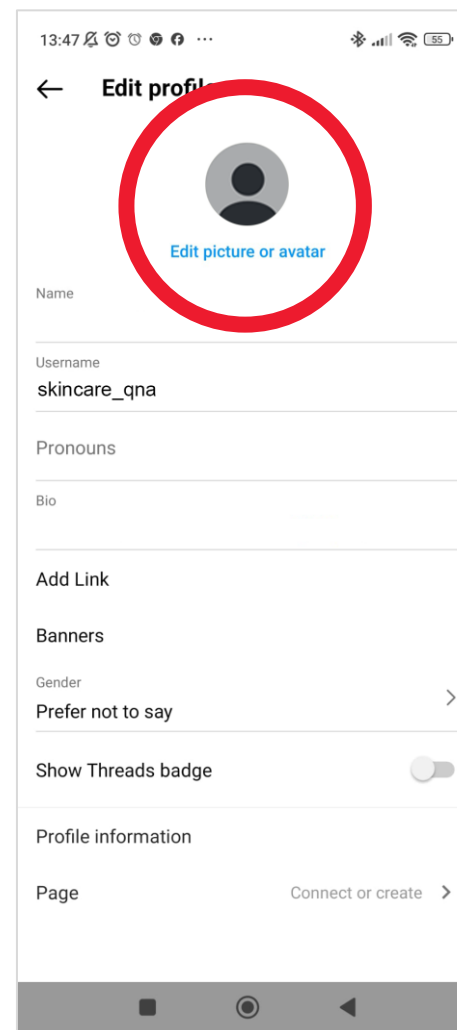 13:47
Edit profile
Edit picture or avatar
Name
Username
skincare_qna
Pronouns
Bio
Add Link
Banners
Gender
Prefer not to say
Show Threads badge
Profile information
Page Connect or create
55